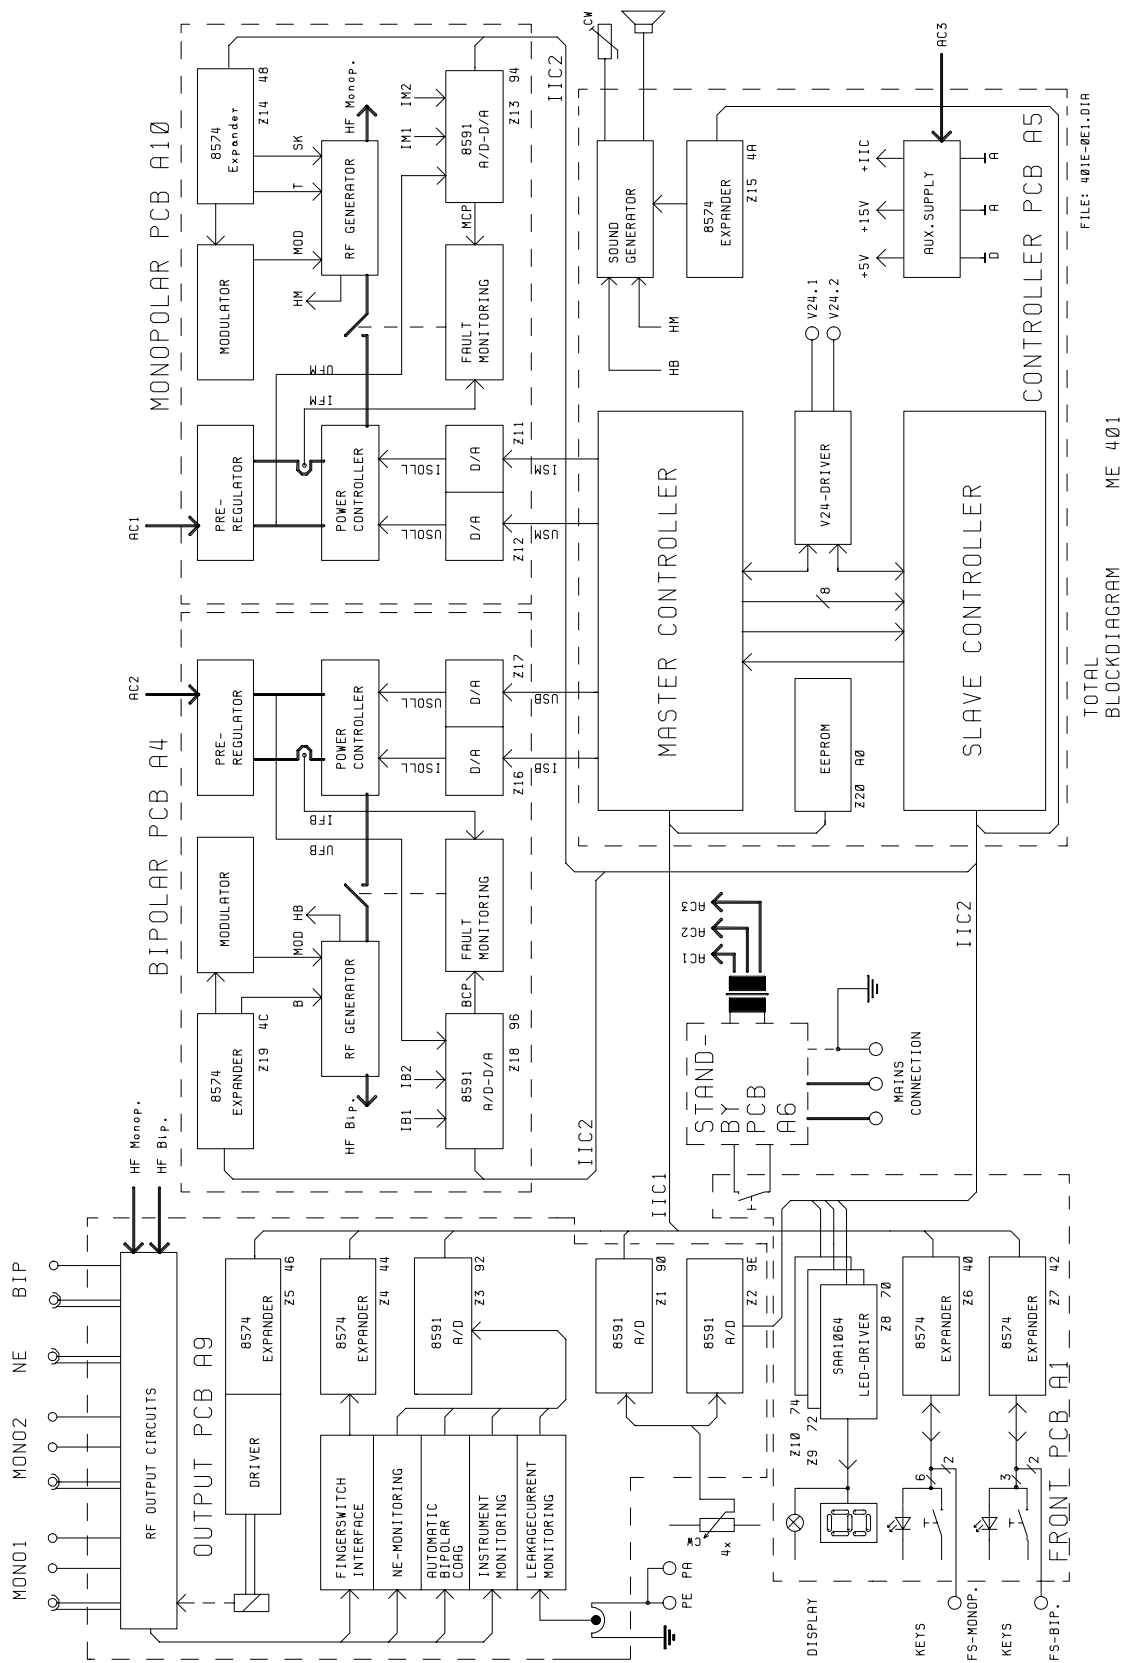 MONO1
MONO2
NE
BIP
HF Monop.
HF Bip.
RF OUTPUT CIRCUITS
OUTPUT PCB A9
DRIVER
8574
EXPANDER
Z5 46
FINGERSWITCH
INTERFACE
8574
EXPANDER
Z4 44
NE-MONITORING
AUTOMATIC
BIPOLAR
COAG
INSTRUMENT
MONITORING
LEAKAGECURRENT
MONITORING
8591
A/D
Z3 92
PE
PA
8591
A/D
Z1 90
8591
A/D
Z2 9E
CW
4x
BIPOLAR PCB A4
8574
EXPANDER
Z19 4C
MODULATOR
PRE-
REGULATOR
AC2
B
MOD
HB
RF GENERATOR
HF Bip.
UFB
IFB
POWER
CONTROLLER
IB1
IB2
ISOLL
USOLL
8591
A/D-D/A
Z18 96
BCP
FAULT
MONITORING
D/A
Z16
D/A
Z17
ISB
USB
IIC2
MONOPOLAR PCB A10
AC1
PRE-
REGULATOR
MODULATOR
8574
Expander
Z14 48
IFM
UFM
HM
MOD
T
SK
POWER
CONTROLLER
RF GENERATOR
HF Monop.
USOLL
ISOLL
IM1
IM2
Z12
D/A
D/A
Z11
FAULT
MONITORING
MCP
8591
A/D-D/A
Z13 94
USM
ISM
IIC2
CONTROLLER PCB A5
MASTER CONTROLLER
HB
HM
SOUND
GENERATOR
CW
8574
EXPANDER
Z15 4A
EEPROM
Z20 A0
8
V24-DRIVER
V24.1
V24.2
SLAVE CONTROLLER
+5V
+15V
+IIC
AUX.SUPPLY
D
A
A
AC3
IIC1
STAND-
BY
PCB
A6
AC1
AC2
AC3
MAINS
CONNECTION
IIC2
FRONT PCB A1
Z10 74
Z9 72
SAA1064
LED-DRIVER
Z8 70
DISPLAY
8574
EXPANDER
Z6 40
6
2
KEYS
FS-MONOP.
8574
EXPANDER
Z7 42
3
2
KEYS
FS-BIP.
TOTAL
BLOCKDIAGRAM ME 401
FILE: 401E-0E1.DIA